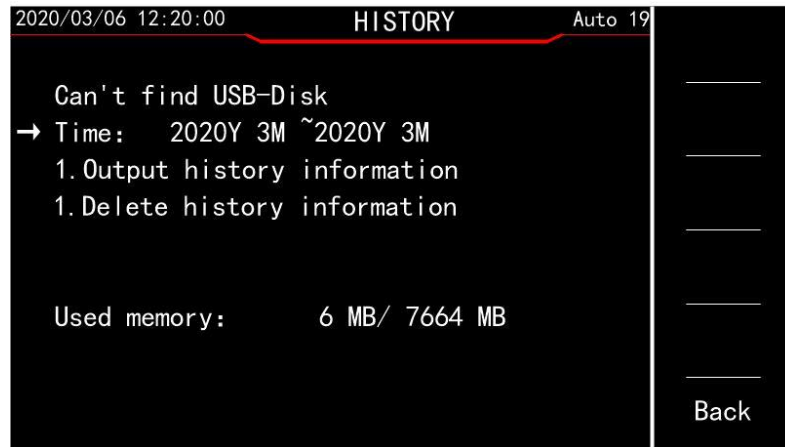 2020/03/06 12:20:00 HISTORY Auto 19
Can't find USB-Disk
→ Time： 2020Y 3M ~2020Y 3M
1.Output history information
1.Delete history information
Used memory： 6 MB/ 7664 MB
Back